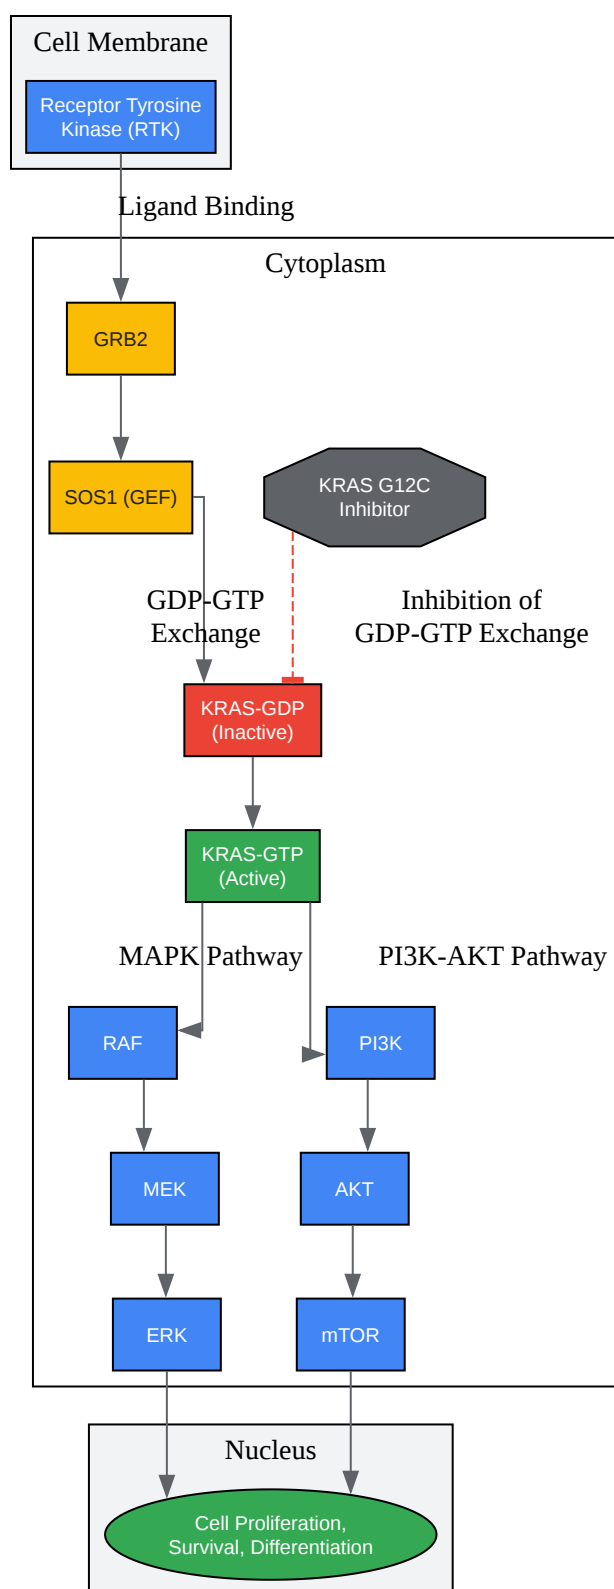 Cell Membrane
Receptor Tyrosine
Kinase (RTK)
Ligand Binding
Cytoplasm
GRB2
SOS1 (GEF)
KRAS G12C
Inhibitor
GDP-GTP
Exchange
Inhibition of
GDP-GTP Exchange
KRAS-GDP
(Inactive)
KRAS-GTP
(Active)
MAPK Pathway
PI3K-AKT Pathway
RAF
PI3K
MEK
AKT
ERK
mTOR
Nucleus
Cell Proliferation,
Survival, Differentiation